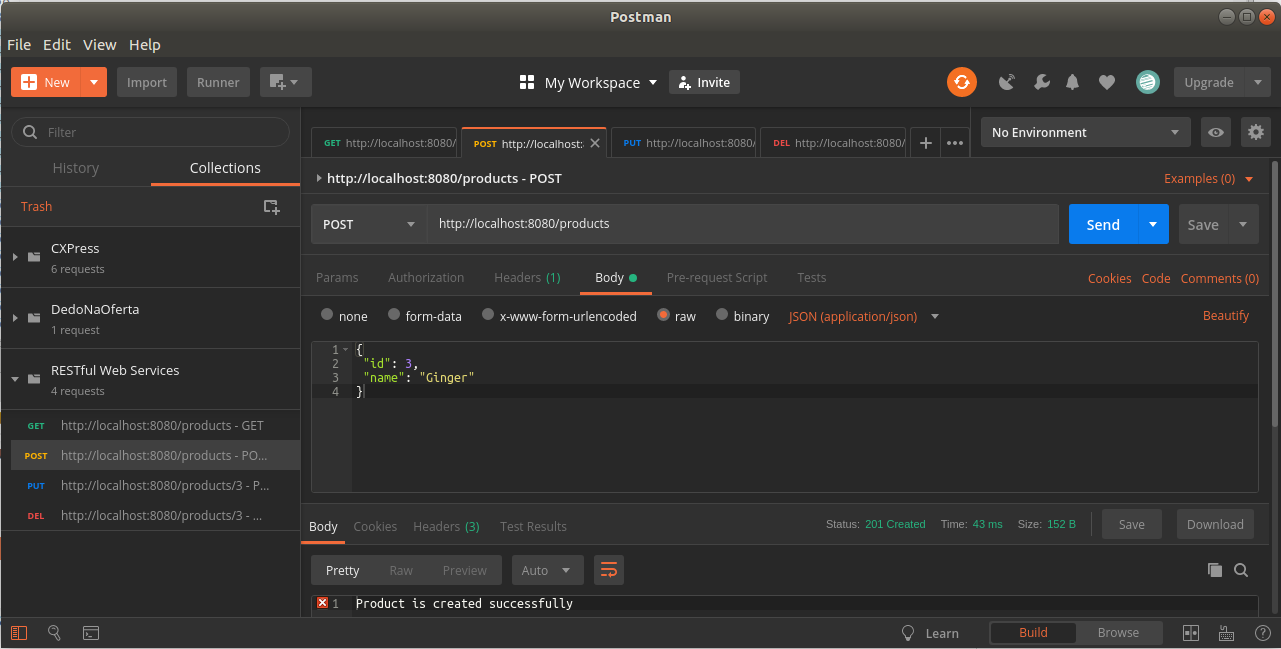 Postman
File Edit View Help
New Import Runner My Workspace Invite Upgrade
Filter
History Collections
Trash
CXPress
6 requests
DedoNaOferta
1 request
RESTful Web Services
4 requests
GET http://localhost:8080/products - GET
POST http://localhost:8080/products - PO...
PUT http://localhost:8080/products/3 - P...
DEL http://localhost:8080/products/3 - ...
GET http://localhost:8080/ POST http://localhost: PUT http://localhost:8080/ DEL http://localhost:8080/ No Environment
http://localhost:8080/products - POST Examples (0)
POST http://localhost:8080/products Send Save
Params Authorization Headers (1) Body Pre-request Script Tests Cookies Code Comments (0)
none form-data x-www-form-urlencoded raw binary JSON (application/json) Beautify
1 {
2 "id": 3,
3 "name": "Ginger"
4 }
Body Cookies Headers (3) Test Results Status: 201 Created Time: 43 ms Size: 152 B Save Download
Pretty Raw Preview Auto
1 Product is created successfully
Learn Build Browse